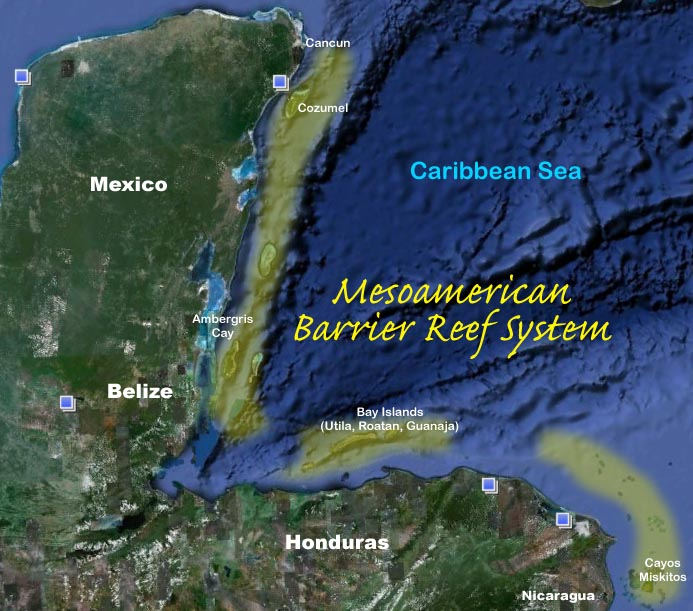 Cancun
Cozumel
Caribbean Sea
Mexico
Mesoamerican
Barrier Reef System
Ambergris
Cay
Belize
Bay Islands
(Utila, Roatan, Guanaja)
Honduras
Cayos
Miskitos
Nicaragua